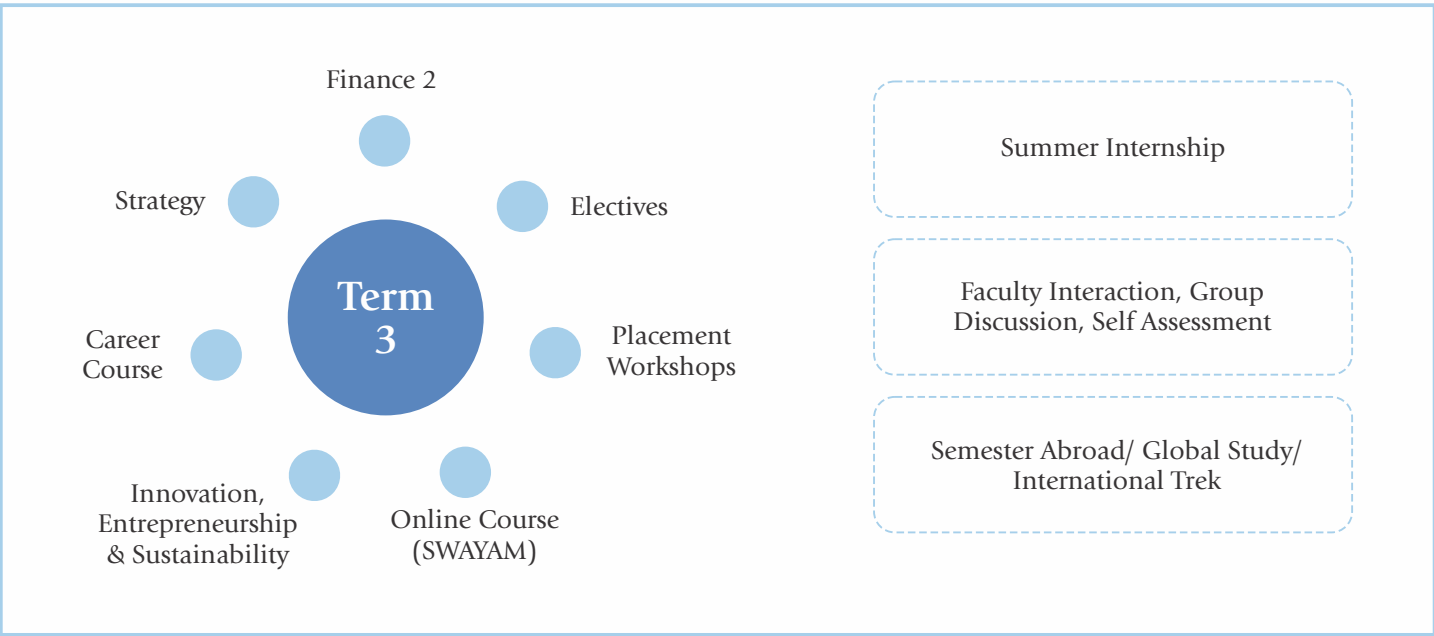 Finance 2
Strategy
Electives
Term
3
Career
Course
Placement
Workshops
Innovation,
Entrepreneurship
& Sustainability
Online Course
(SWAYAM)
Summer Internship
Faculty Interaction, Group
Discussion, Self Assessment
Semester Abroad/ Global Study/
International Trek